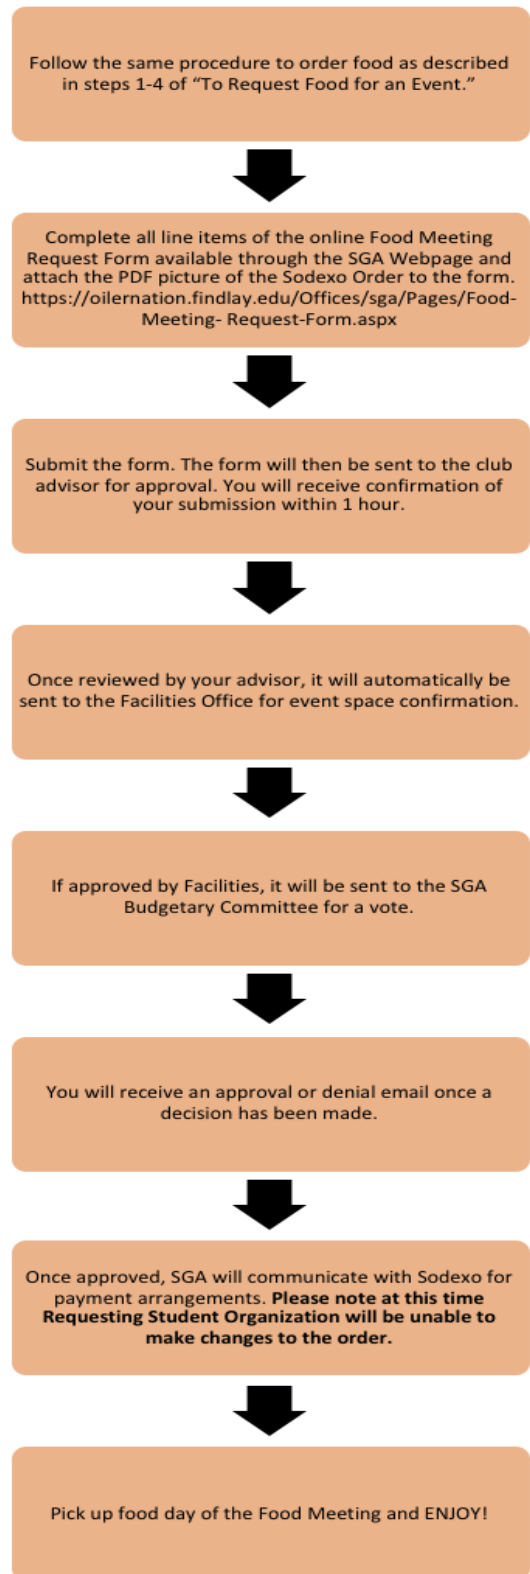 Follow the same procedure to order food as described
in steps 1-4 of “To Request Food for an Event.”
Complete all line items of the online Food Meeting
Request Form available through the SGA Webpage and
attach the PDF picture of the Sodexo Order to the form.
https://oilernation.findlay.edu/Offices/sga/Pages/Food-
Meeting- Request-Form.aspx
Submit the form. The form will then be sent to the club
advisor for approval. You will receive confirmation of
your submission within 1 hour.
Once reviewed by your advisor, it will automatically be
sent to the Facilities Office for event space confirmation.
If approved by Facilities, it will be sent to the SGA
Budgetary Committee for a vote.
You will receive an approval or denial email once a
decision has been made.
Once approved, SGA will communicate with Sodexo for
payment arrangements. Please note at this time
Requesting Student Organization will be unable to
make changes to the order.
Pick up food day of the Food Meeting and ENJOY!